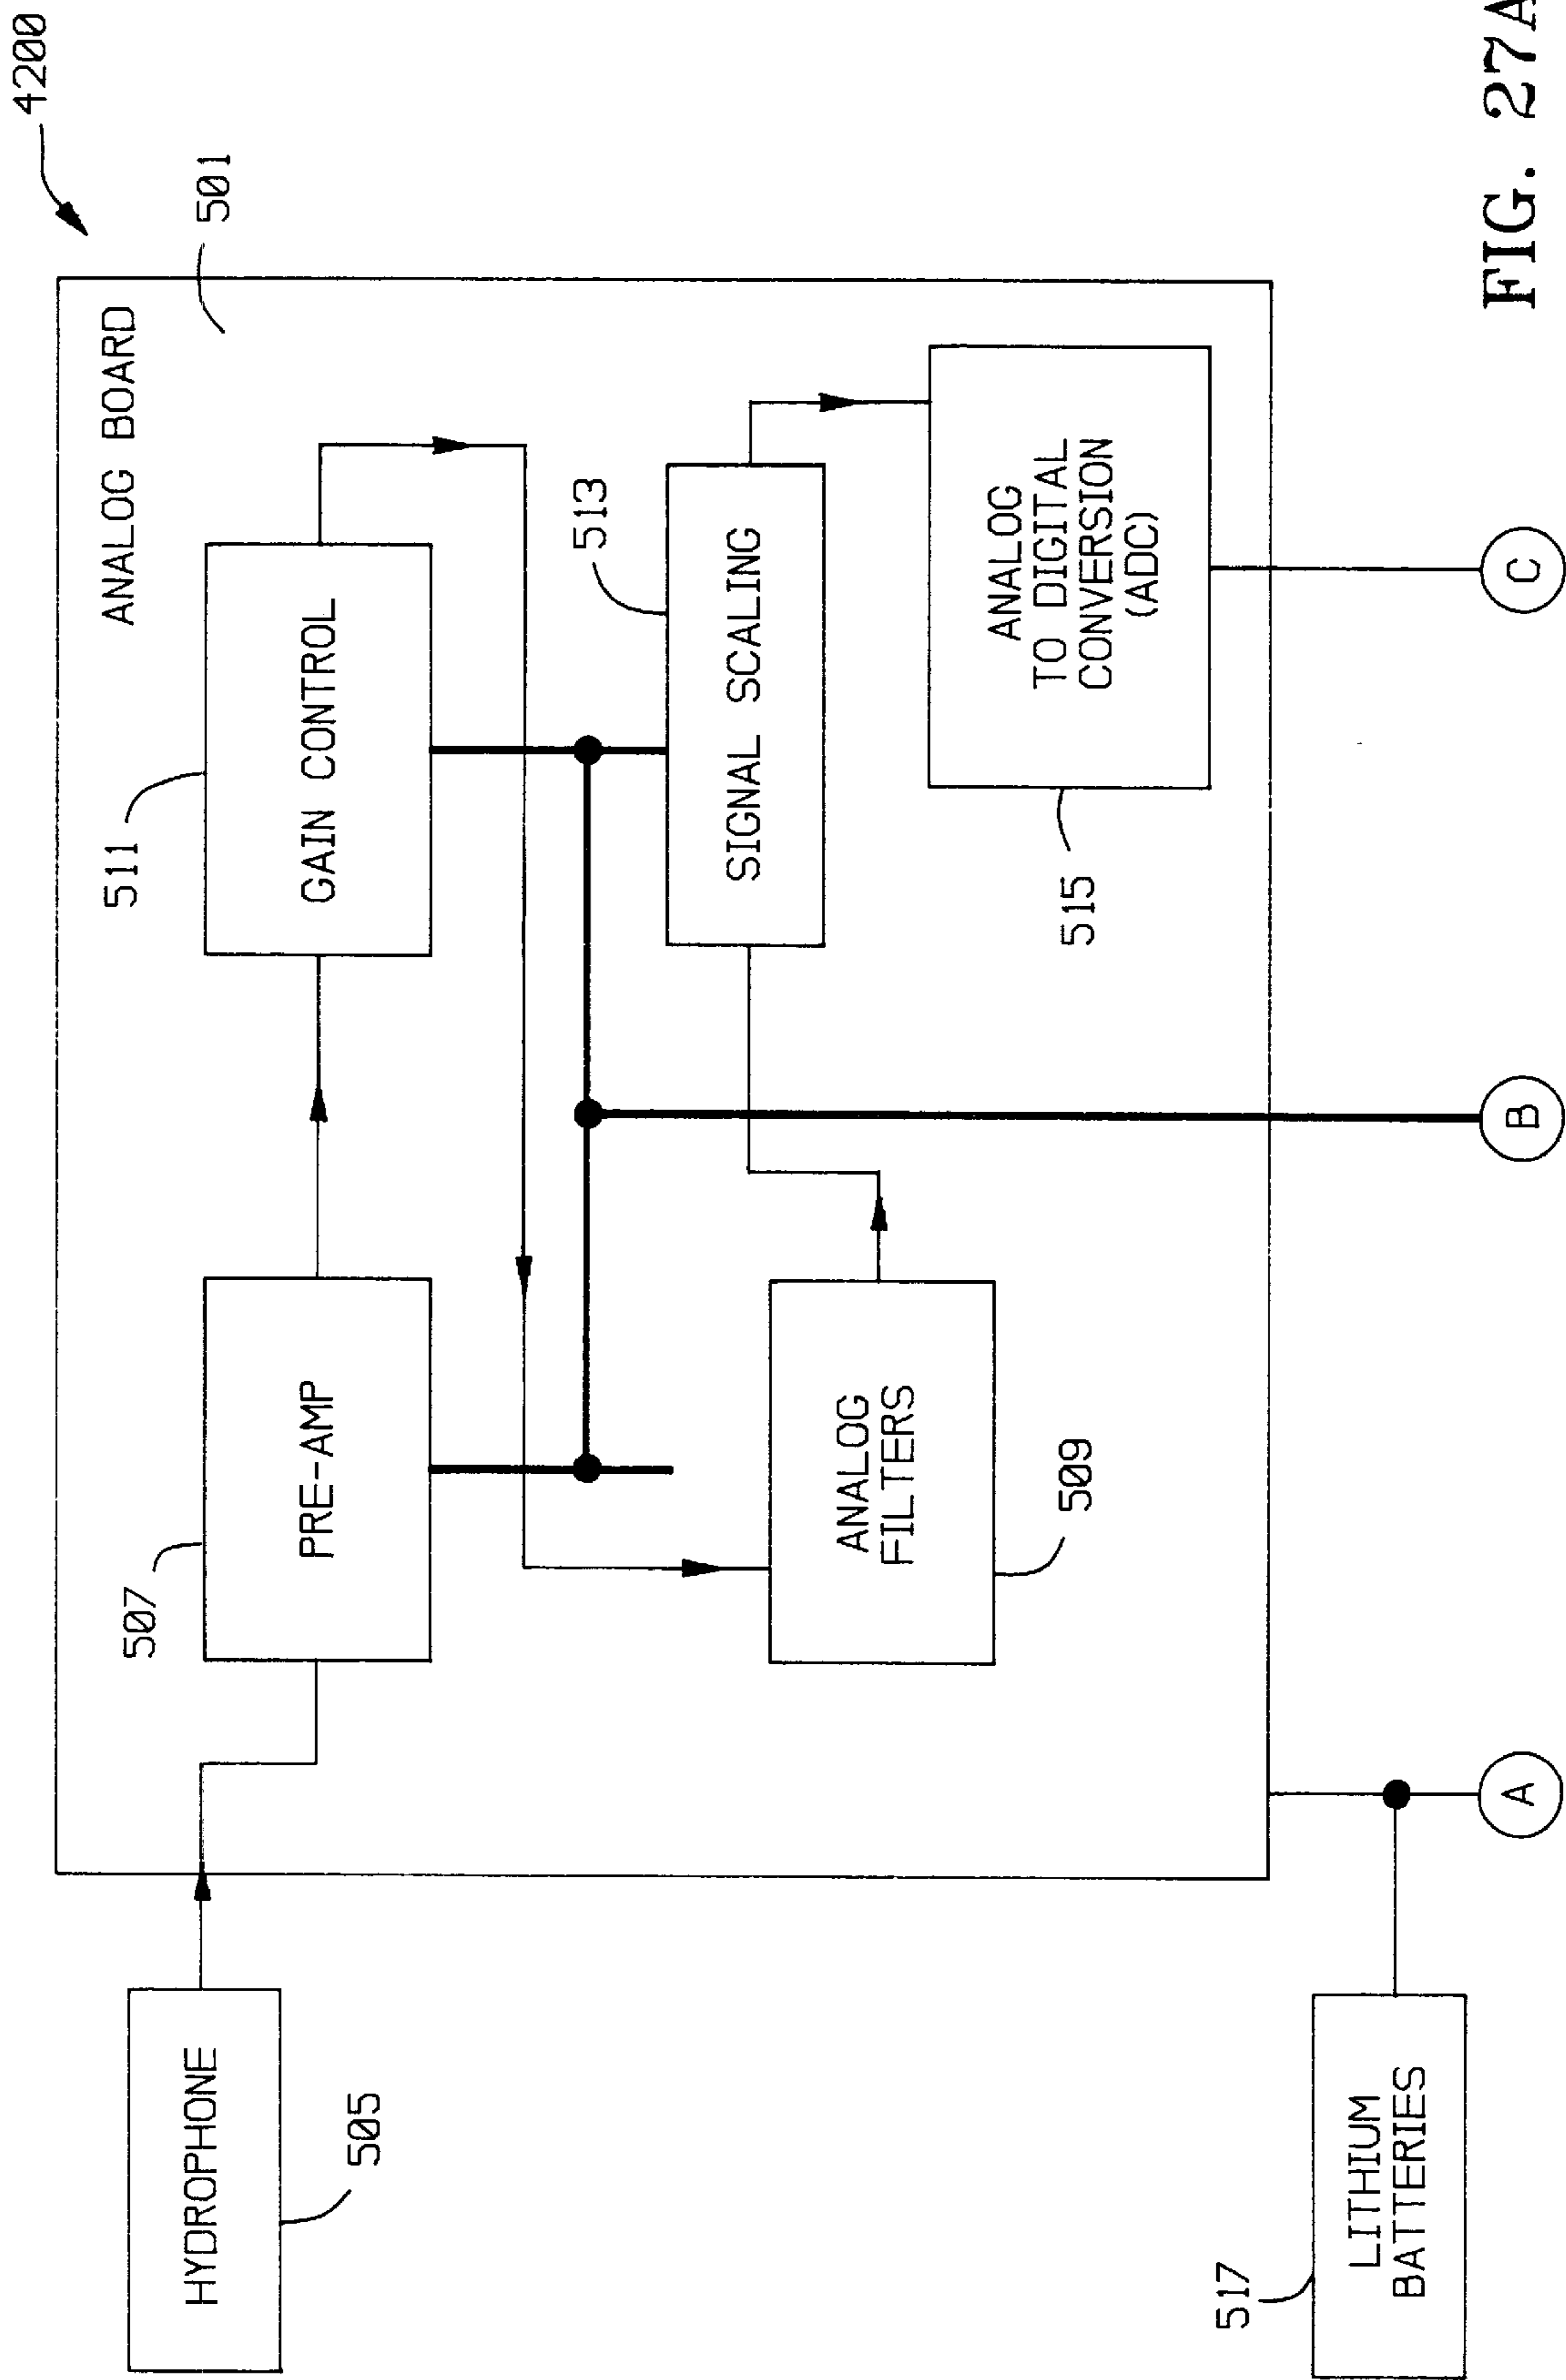 4200
501
ANALOG BOARD
HYDROPHONE
505
507
PRE-AMP
511
GAIN CONTROL
513
SIGNAL SCALING
ANALOG
FILTERS
509
ANALOG
TO DIGITAL
CONVERSION
(ADC)
515
517
LITHIUM
BATTERIES
A
B
C
FIG. 27A